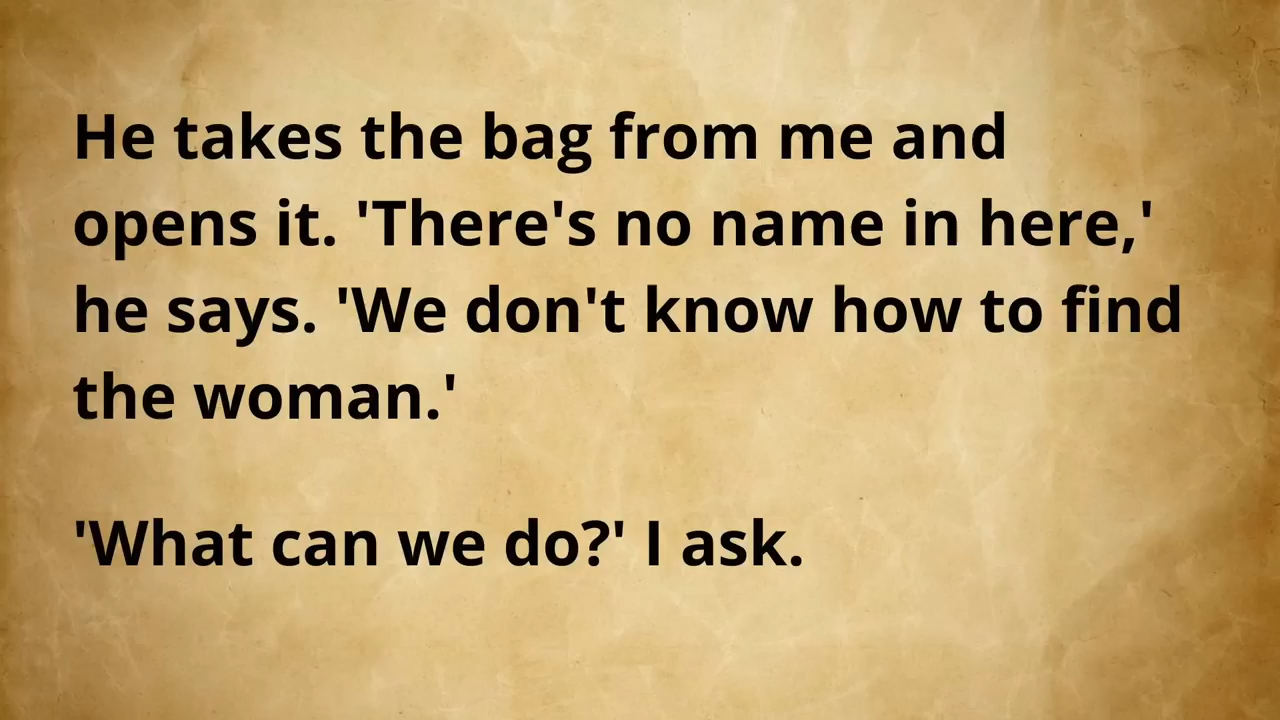 He takes the bag from me and
opens it. 'There's no name in here,'
he says. 'We don't know how to find
the woman.'
'What can we do?' I ask.